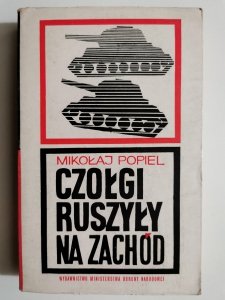 MIKOŁAJ POPIEL
CZOŁGI
RUSZYŁY
NA ZACHÓD
WYDAWNICTWO MINISTERSTWA OBRONY NARODOWEJ